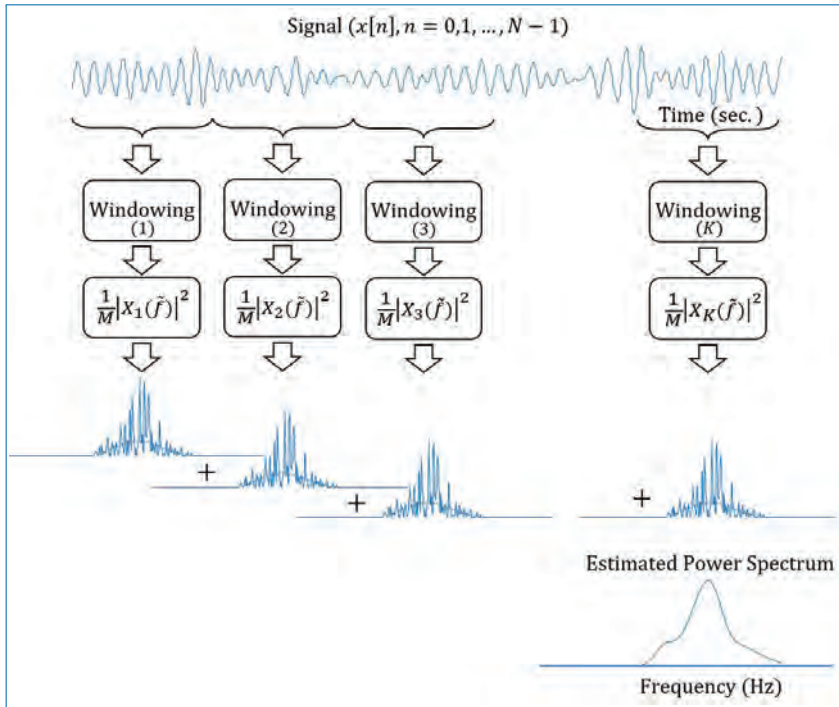 Signal (x[n], n = 0,1, …, N − 1)
Time (sec.)
Windowing (1)
Windowing (2)
Windowing (3)
Windowing (K)
1/M |X₁(f̃)|²
1/M |X₂(f̃)|²
1/M |X₃(f̃)|²
1/M |X_K(f̃)|²
+
+
+
Estimated Power Spectrum
Frequency (Hz)